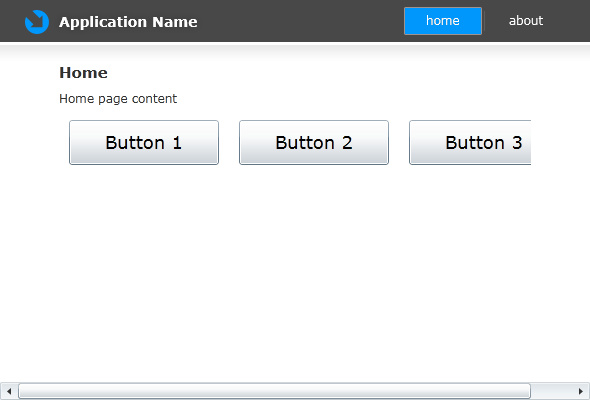 Application Name home about
Home
Home page content
Button 1 Button 2 Button 3